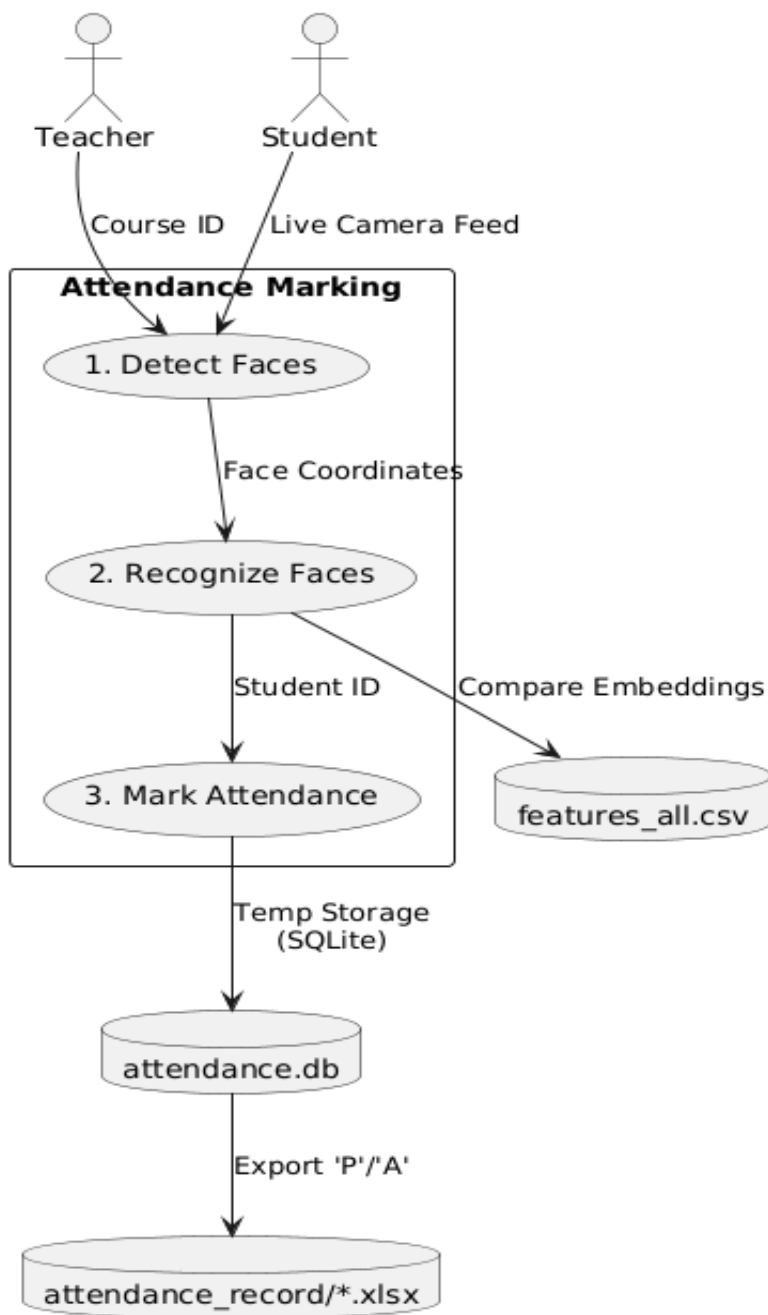 Teacher
Student
Course ID
Live Camera Feed
Attendance Marking
1. Detect Faces
Face Coordinates
2. Recognize Faces
Student ID
Compare Embeddings
3. Mark Attendance
features_all.csv
Temp Storage
(SQLite)
attendance.db
Export 'P'/'A'
attendance_record/*.xlsx